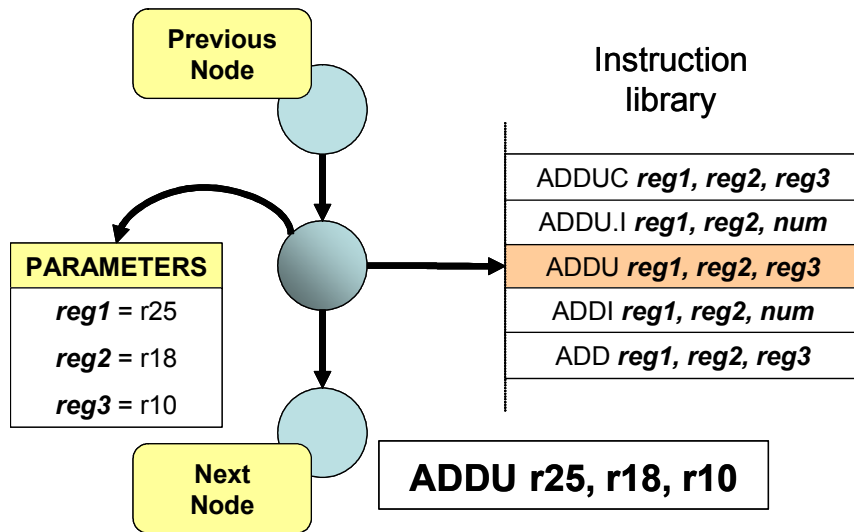 Previous
Node
Instruction
library
ADDUC reg1, reg2, reg3
ADDU.I reg1, reg2, num
ADDU reg1, reg2, reg3
ADDI reg1, reg2, num
ADD reg1, reg2, reg3
PARAMETERS
reg1 = r25
reg2 = r18
reg3 = r10
Next
Node
ADDU r25, r18, r10